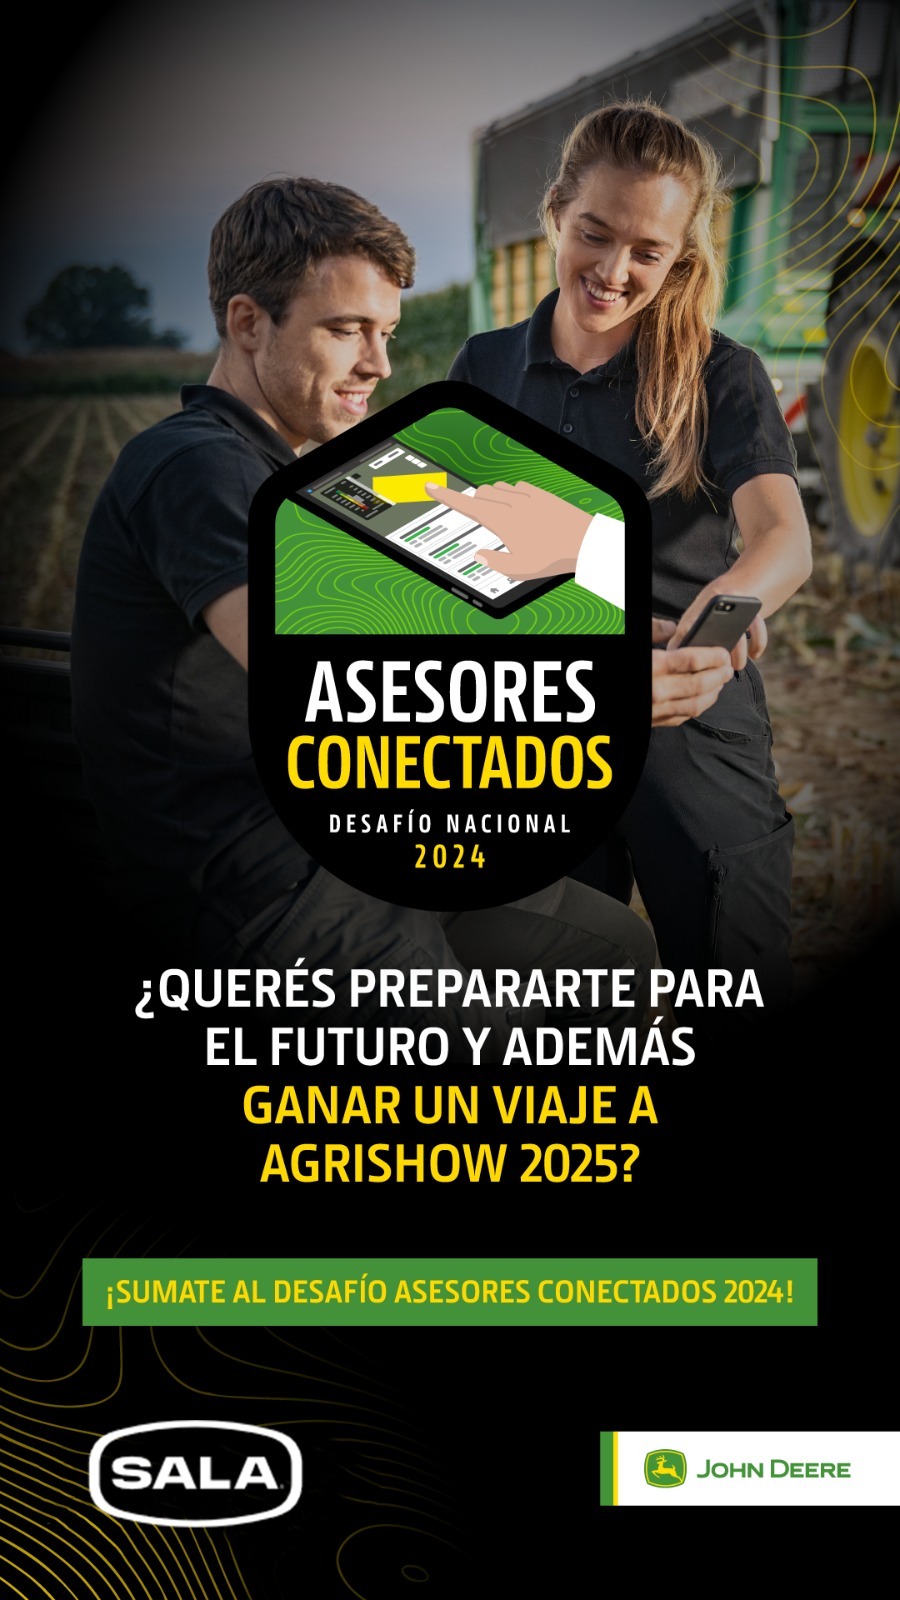 ASESORES
CONECTADOS
DESAFÍO NACIONAL
2024
¿QUERÉS PREPARARTE PARA
EL FUTURO Y ADEMÁS
GANAR UN VIAJE A
AGRISHOW 2025?
¡SUMATE AL DESAFÍO ASESORES CONECTADOS 2024!
SALA
JOHN DEERE